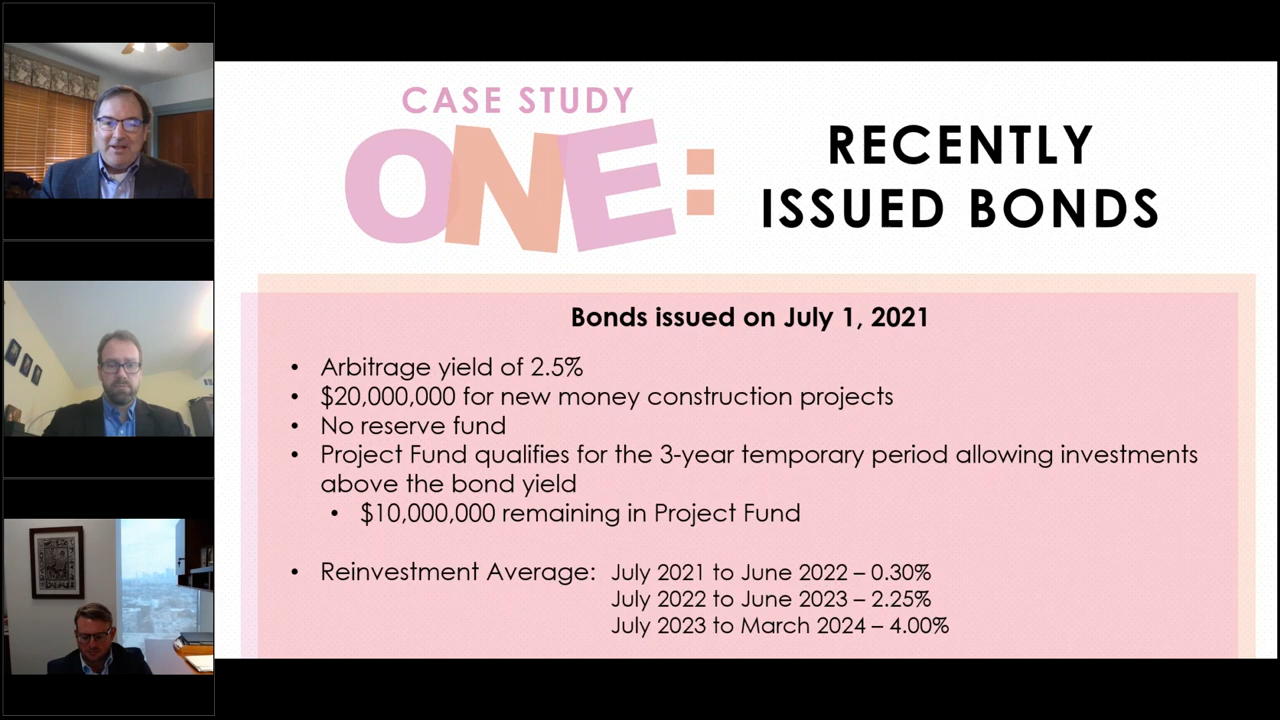 CASE STUDY
ONE:
RECENTLY
ISSUED BONDS
Bonds issued on July 1, 2021
• Arbitrage yield of 2.5%
• $20,000,000 for new money construction projects
• No reserve fund
• Project Fund qualifies for the 3-year temporary period allowing investments
above the bond yield
• $10,000,000 remaining in Project Fund
• Reinvestment Average: July 2021 to June 2022 – 0.30%
July 2022 to June 2023 – 2.25%
July 2023 to March 2024 – 4.00%